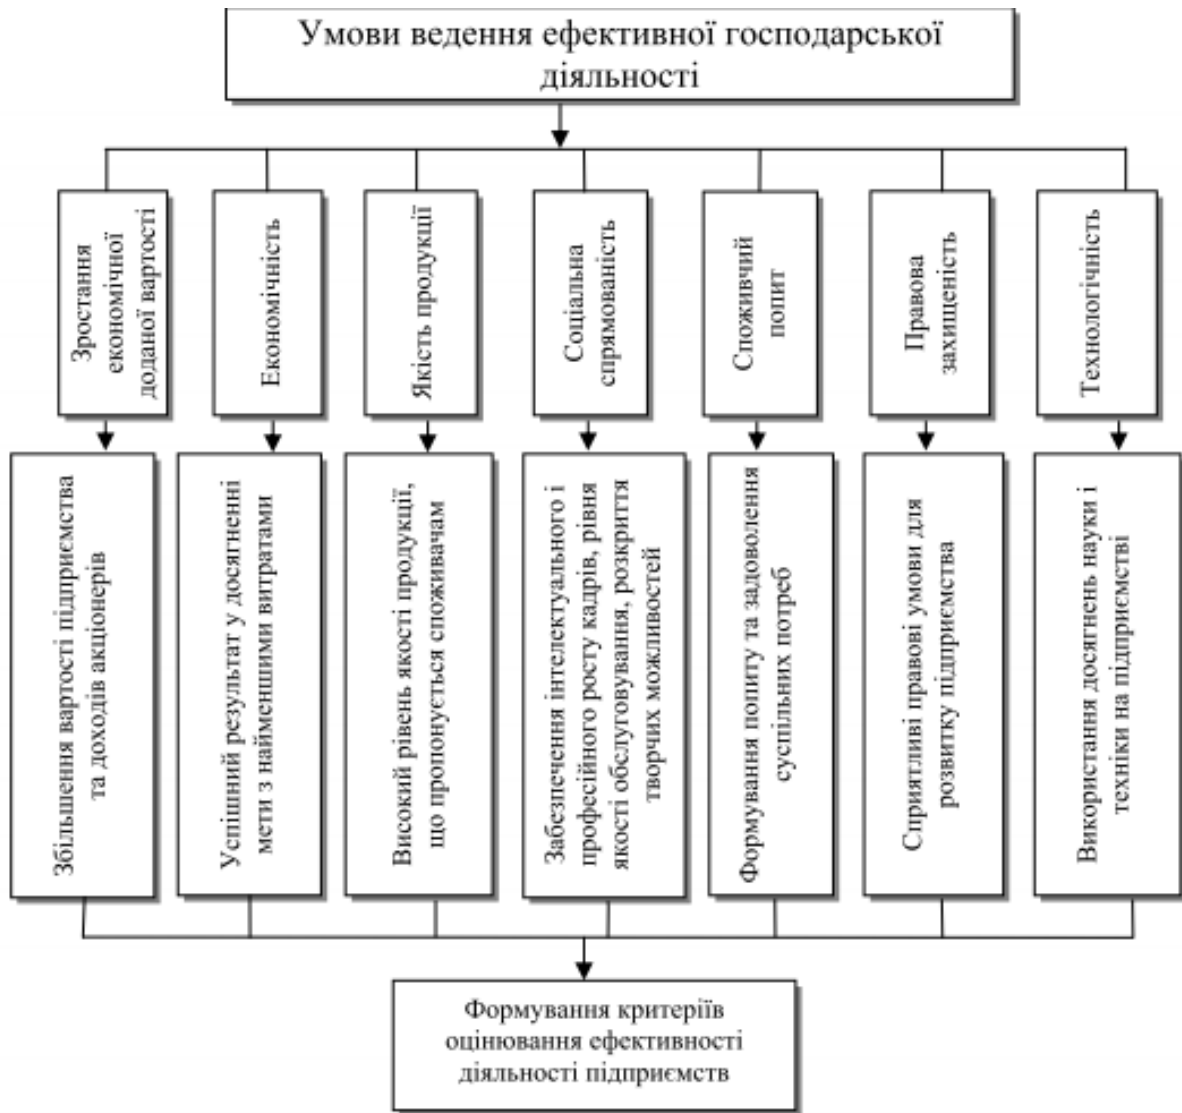 Умови ведення ефективної господарської
діяльності
Зростання
економічної
доданої вартості
Економічність
Якість продукції
Соціальна
спрямованість
Споживчий
попит
Правова
захищеність
Технологічність
Збільшення вартості підприємства
та доходів акціонерів
Успішний результат у досягненні
мети з найменшими витратами
Високий рівень якості продукції,
що пропонується споживачам
Забезпечення інтелектуального і
професійного росту кадрів, рівня
якості обслуговування, розкриття
творчих можливостей
Формування попиту та задоволення
суспільних потреб
Сприятливі правові умови для
розвитку підприємства
Використання досягнень науки і
техніки на підприємстві
Формування критеріїв
оцінювання ефективності
діяльності підприємств